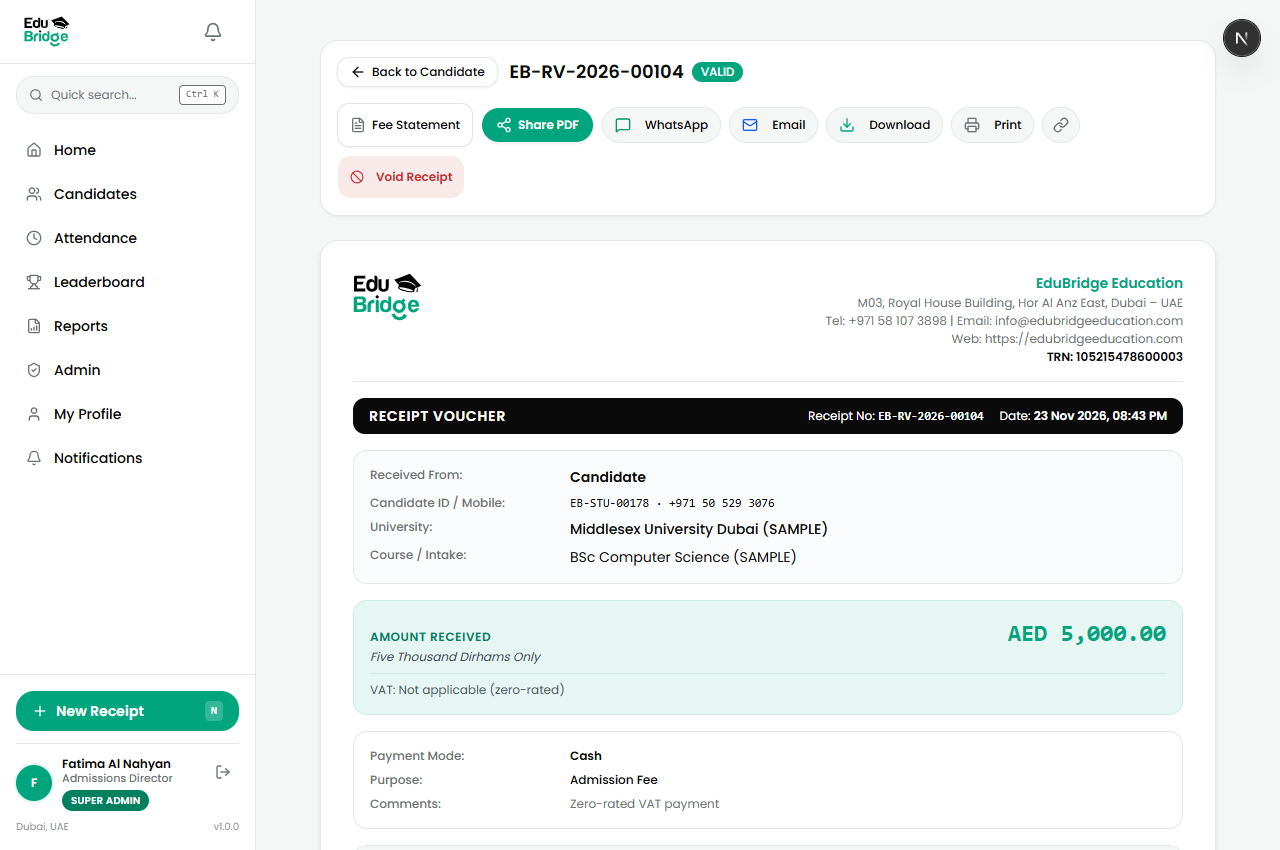 Edu
Bridge
Quick search...
Ctrl K
Home
Candidates
Attendance
Leaderboard
Reports
Admin
My Profile
Notifications
New Receipt
N
F
Fatima Al Nahyan
Admissions Director
SUPER ADMIN
Dubai, UAE
v1.0.0
N
Back to Candidate
EB-RV-2026-00104
VALID
Fee Statement
Share PDF
WhatsApp
Email
Download
Print
Void Receipt
Edu
Bridge
EduBridge Education
M03, Royal House Building, Hor Al Anz East, Dubai – UAE
Tel: +971 58 107 3898 | Email: info@edubridgeeducation.com
Web: https://edubridgeeducation.com
TRN: 105215478600003
RECEIPT VOUCHER
Receipt No: EB-RV-2026-00104 Date: 23 Nov 2026, 08:43 PM
Received From: Candidate
Candidate ID / Mobile: EB-STU-00178 · +971 50 529 3076
University: Middlesex University Dubai (SAMPLE)
Course / Intake: BSc Computer Science (SAMPLE)
AMOUNT RECEIVED AED 5,000.00
Five Thousand Dirhams Only
VAT: Not applicable (zero-rated)
Payment Mode: Cash
Purpose: Admission Fee
Comments: Zero-rated VAT payment